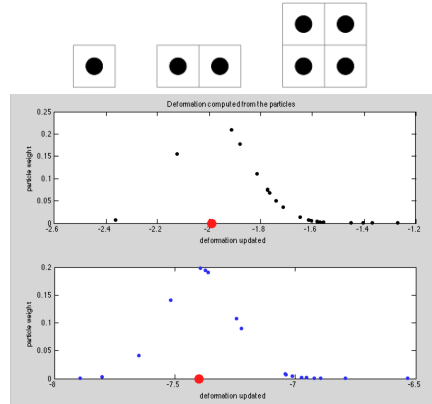 Deformation computed from the particles
0.25
0.2
0.15
0.1
0.05
0
particle weight
-2.6 -2.4 -2.2 -2 -1.8 -1.6 -1.4 -1.2
deformation updated
0.2
0.15
0.1
0.05
0
particle weight
-8 -7.5 -7 -6.5
deformation updated